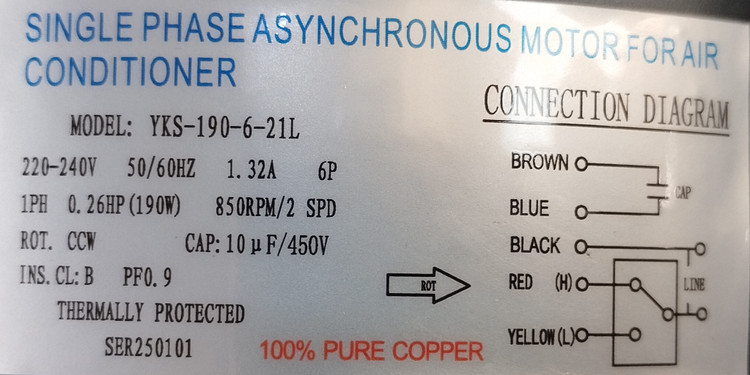 SINGLE PHASE ASYNCHRONOUS MOTOR FOR AIR
CONDITIONER
MODEL: YKS-190-6-21L
220-240V 50/60HZ 1.32A 6P
1PH 0.26HP(190W) 850RPM/2 SPD
ROT. CCW CAP:10μF/450V
INS.CL:B PF0.9
THERMALLY PROTECTED
SER250101
100% PURE COPPER
ROT
CONNECTION DIAGRAM
BROWN
CAP
BLUE
BLACK
RED (H)
LINE
YELLOW(L)